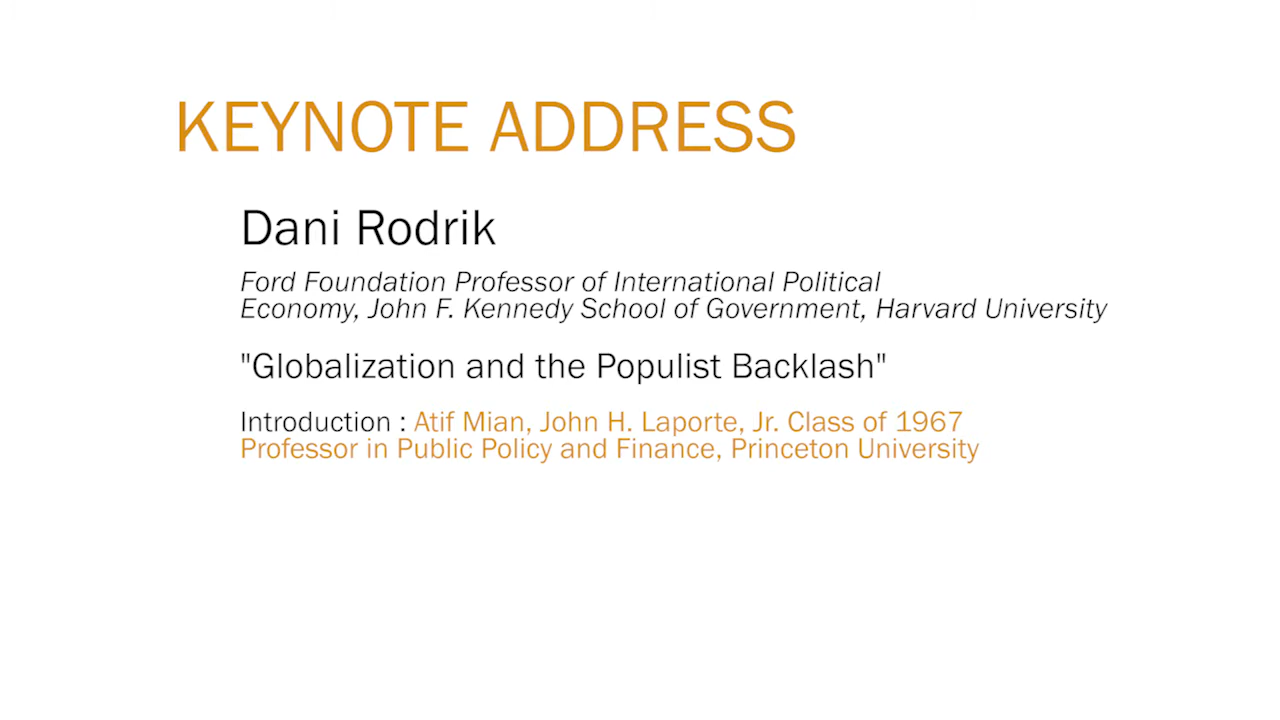 KEYNOTE ADDRESS
Dani Rodrik
Ford Foundation Professor of International Political
Economy, John F. Kennedy School of Government, Harvard University
"Globalization and the Populist Backlash"
Introduction : Atif Mian, John H. Laporte, Jr. Class of 1967
Professor in Public Policy and Finance, Princeton University